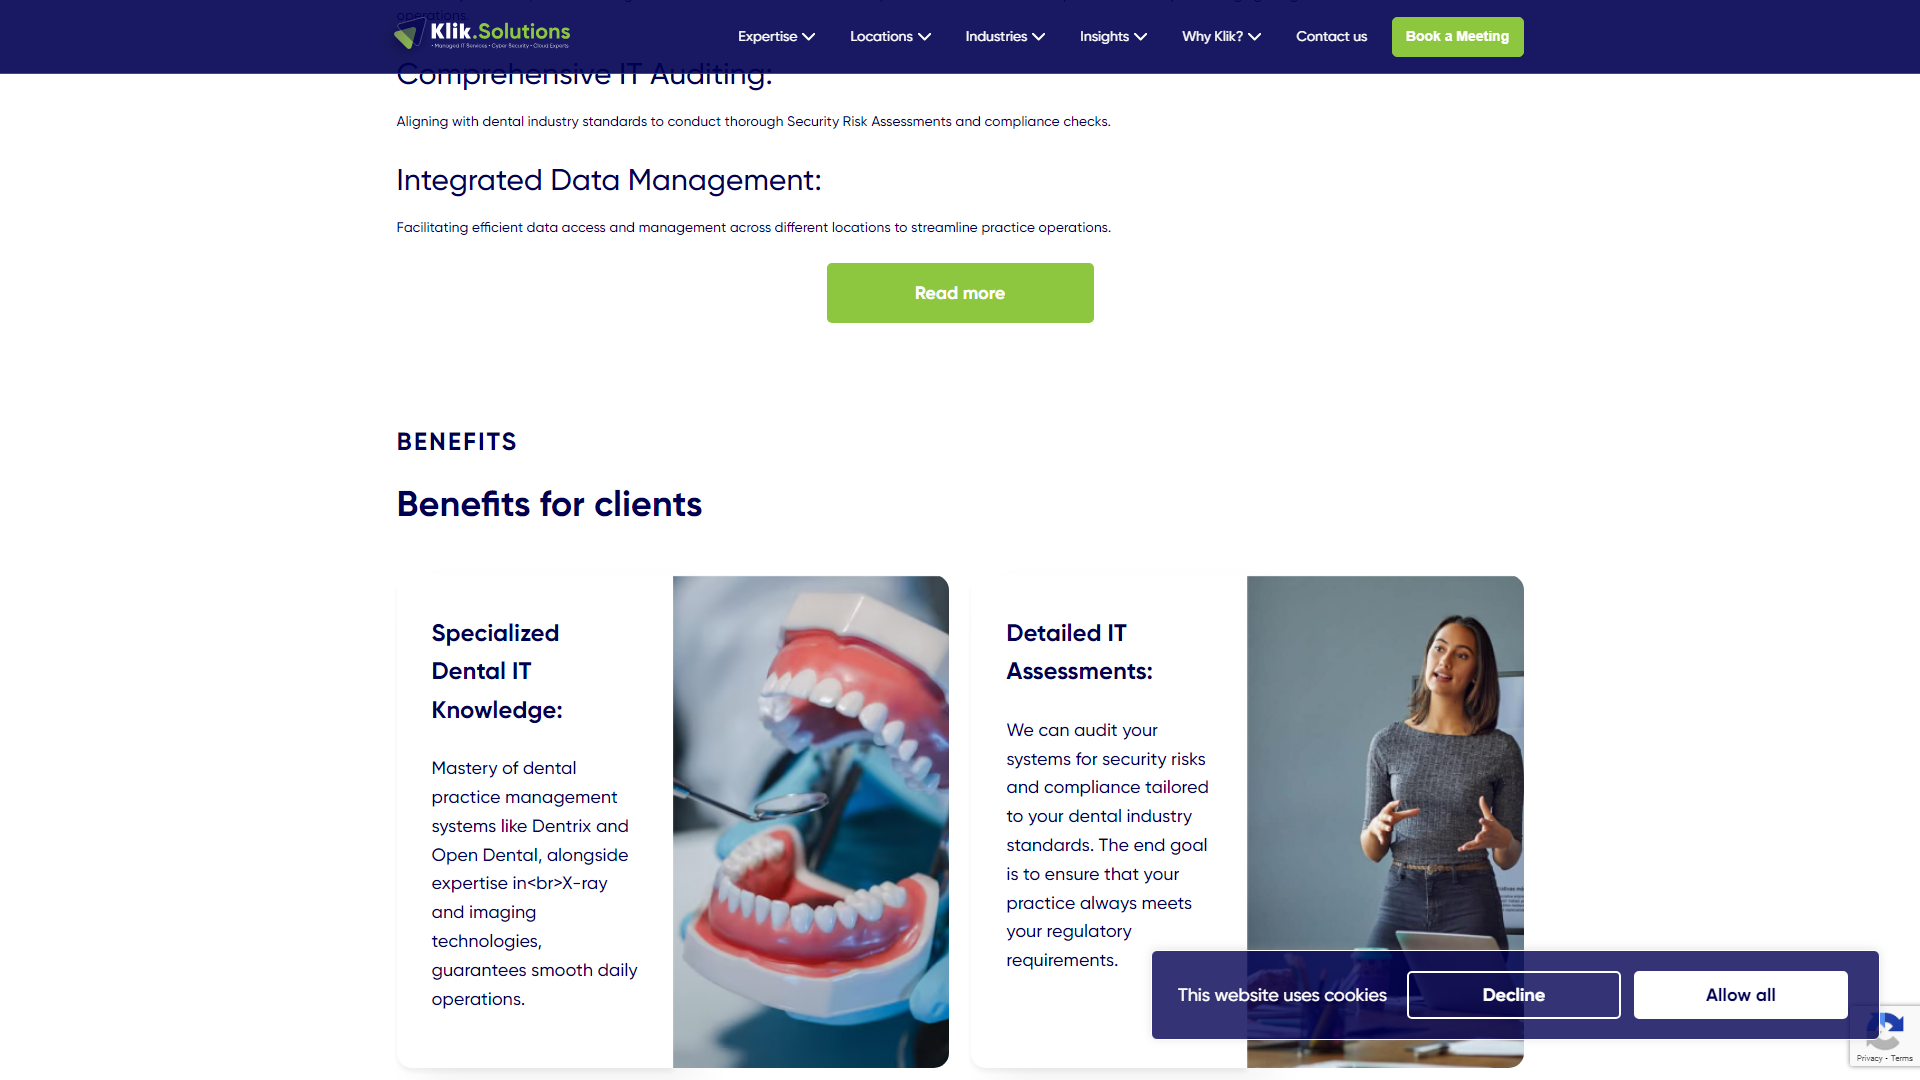 operations.
Klik.Solutions
• Managed IT Services • Cyber Security • Cloud Experts
Expertise
Locations
Industries
Insights
Why Klik?
Contact us
Book a Meeting
Comprehensive IT Auditing:
Aligning with dental industry standards to conduct thorough Security Risk Assessments and compliance checks.
Integrated Data Management:
Facilitating efficient data access and management across different locations to streamline practice operations.
Read more
BENEFITS
Benefits for clients
Specialized
Dental IT
Knowledge:
Mastery of dental
practice management
systems like Dentrix and
Open Dental, alongside
expertise in<br>X-ray
and imaging
technologies,
guarantees smooth daily
operations.
Detailed IT
Assessments:
We can audit your
systems for security risks
and compliance tailored
to your dental industry
standards. The end goal
is to ensure that your
practice always meets
your regulatory
requirements.
This website uses cookies
Decline
Allow all
Privacy - Terms